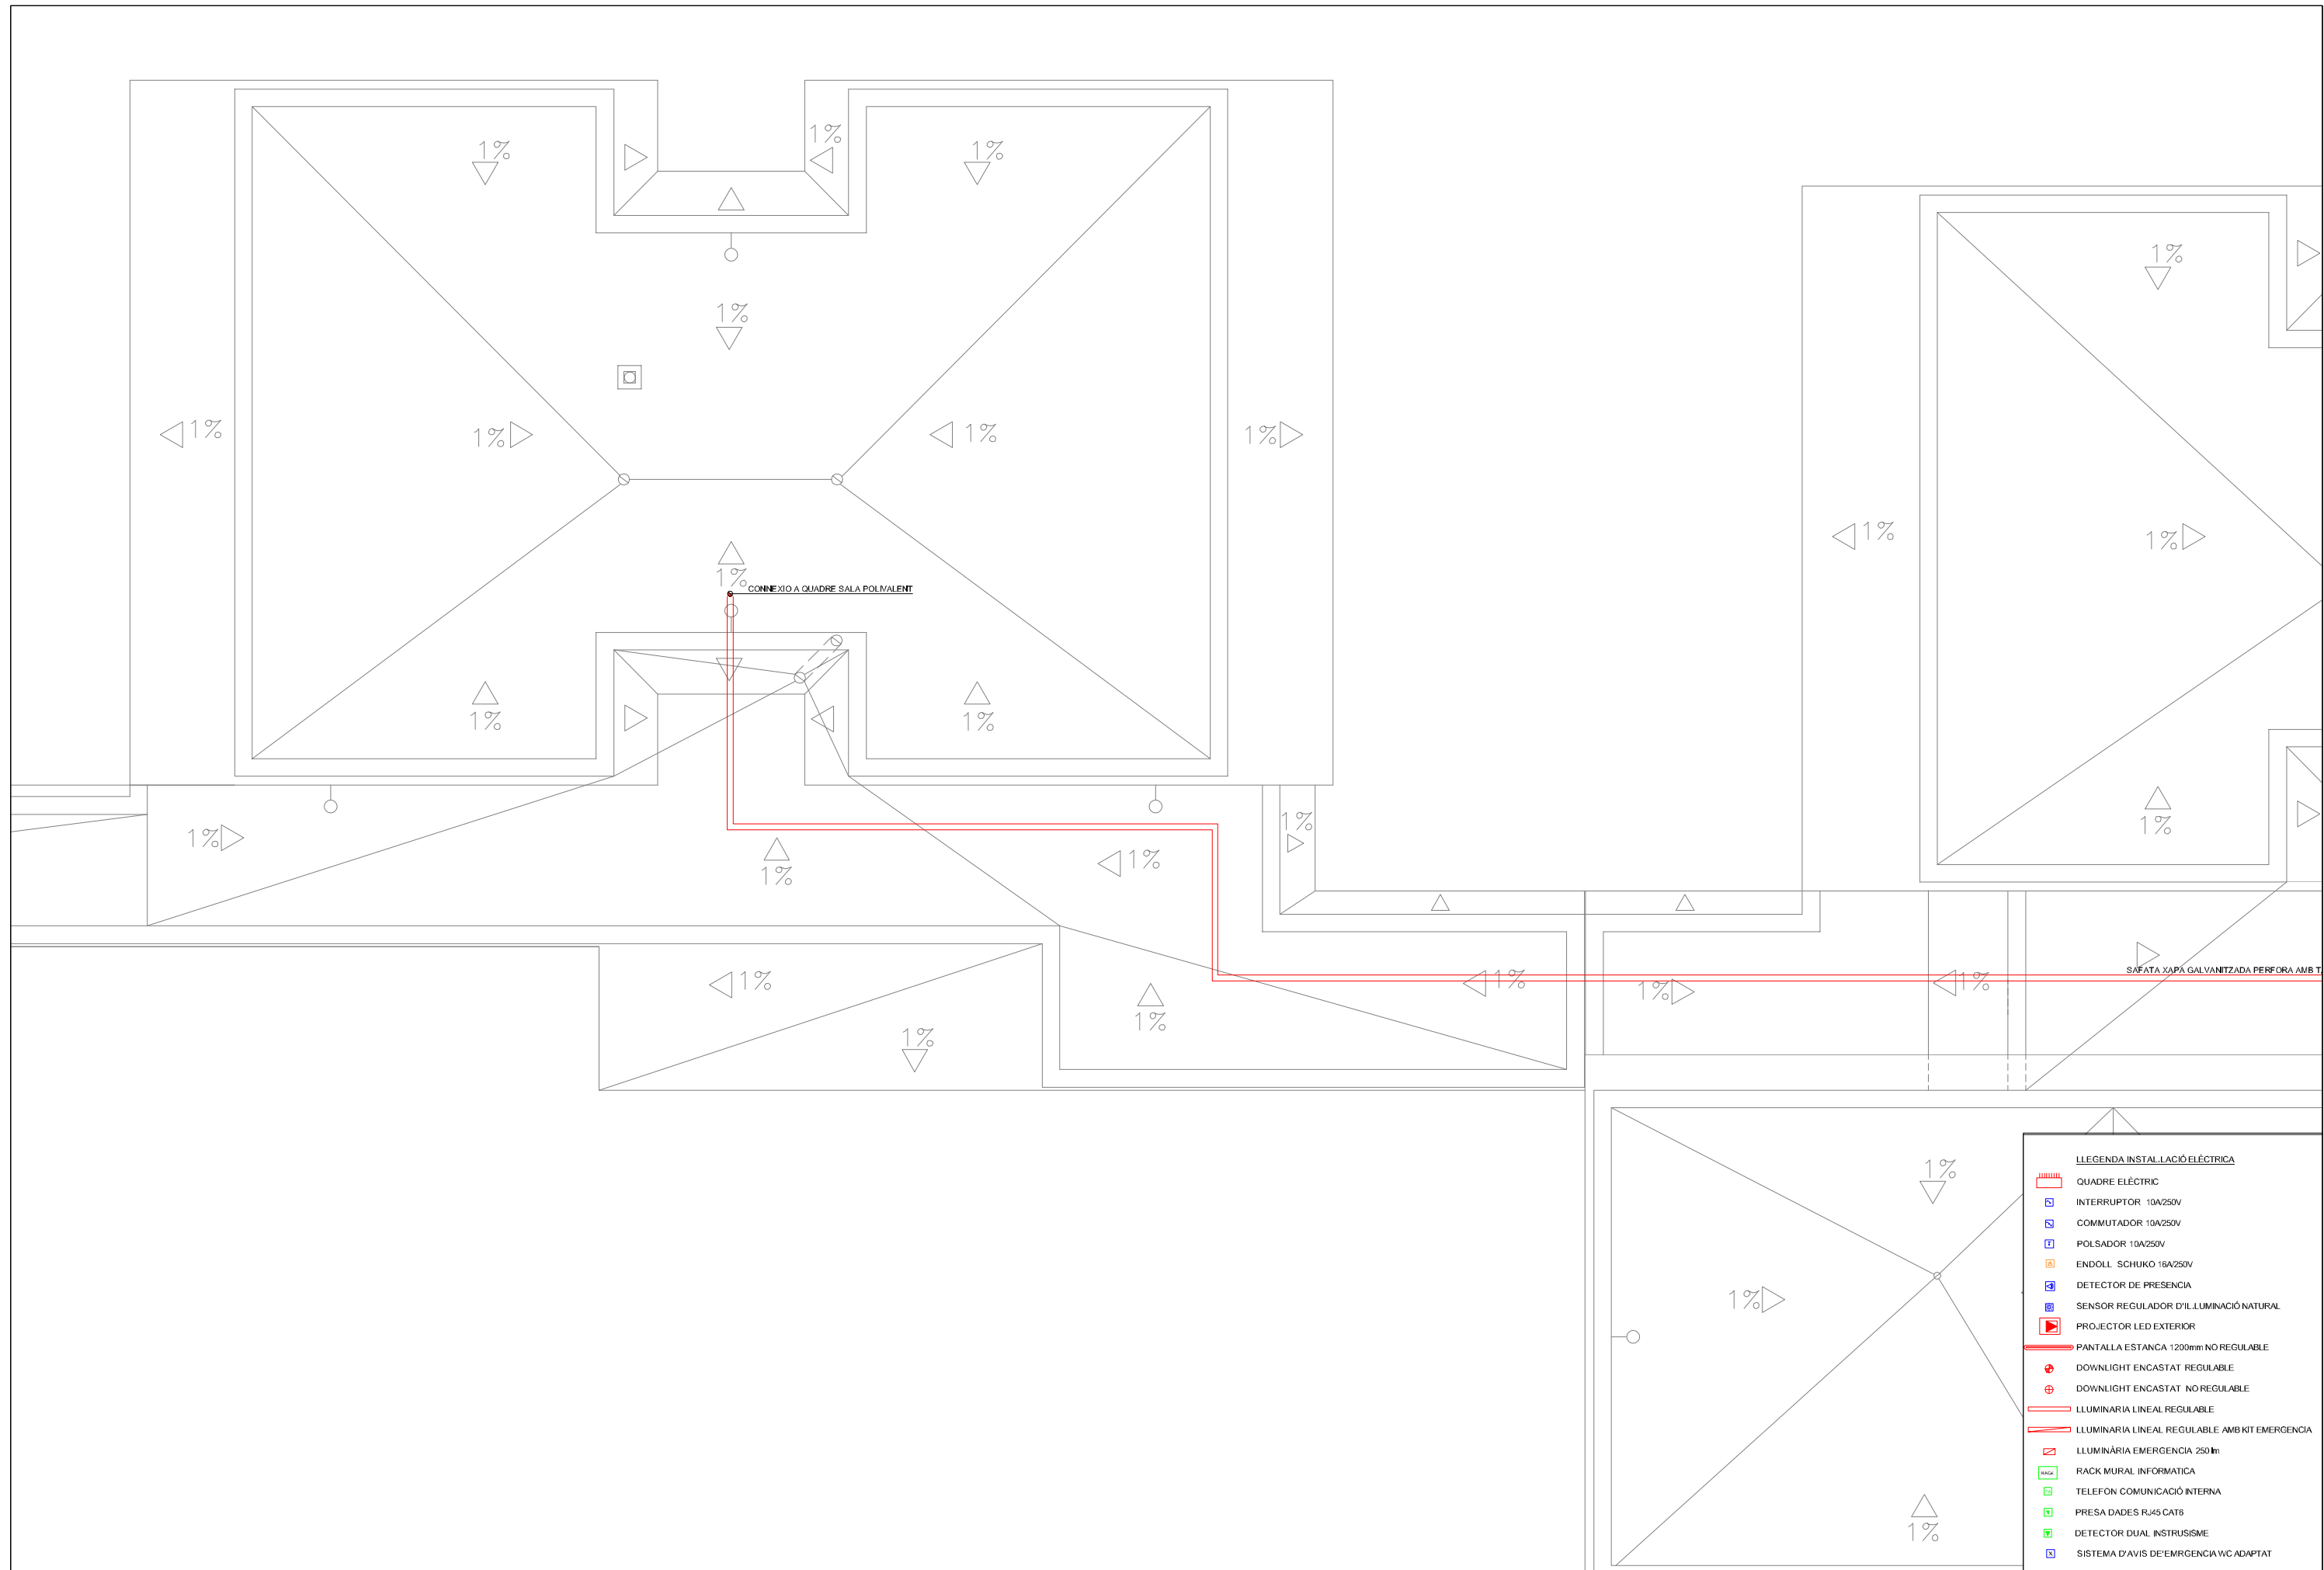 1%
1%
1%
1%
1%
1%
1%
1%
1%
1%
1%
1%
1%
1%
CONNEXIO A QUADRE SALA POLIVALENT
1%
1%
1%
1%
1%
1%
1%
SAFATA XAPA GALVANITZADA PERFORA AMB T
1%
1%
1%
1%
1%
1%
1%
1%
1%
LLEGENDA INSTAL.LACIÓ ELÈCTRICA
QUADRE ELÈCTRIC
INTERRUPTOR 10A/250V
COMMUTADOR 10A/250V
POLSADOR 10A/250V
ENDOLL SCHUKO 16A/250V
DETECTOR DE PRESENCIA
SENSOR REGULADOR D'IL.LUMINACIÓ NATURAL
PROJECTOR LED EXTERIOR
PANTALLA ESTANCA 1200mm NO REGULABLE
DOWNLIGHT ENCASTAT REGULABLE
DOWNLIGHT ENCASTAT NO REGULABLE
LLUMINARIA LINEAL REGULABLE
LLUMINARIA LINEAL REGULABLE AMB KIT EMERGENCIA
LLUMINÀRIA EMERGENCIA 250 lm
RACK RACK MURAL INFORMATICA
TELEFON COMUNICACIÓ INTERNA
PRESA DADES RJ45 CAT6
DETECTOR DUAL INSTRUSISME
SISTEMA D'AVIS DE'EMRGENCIA WC ADAPTAT